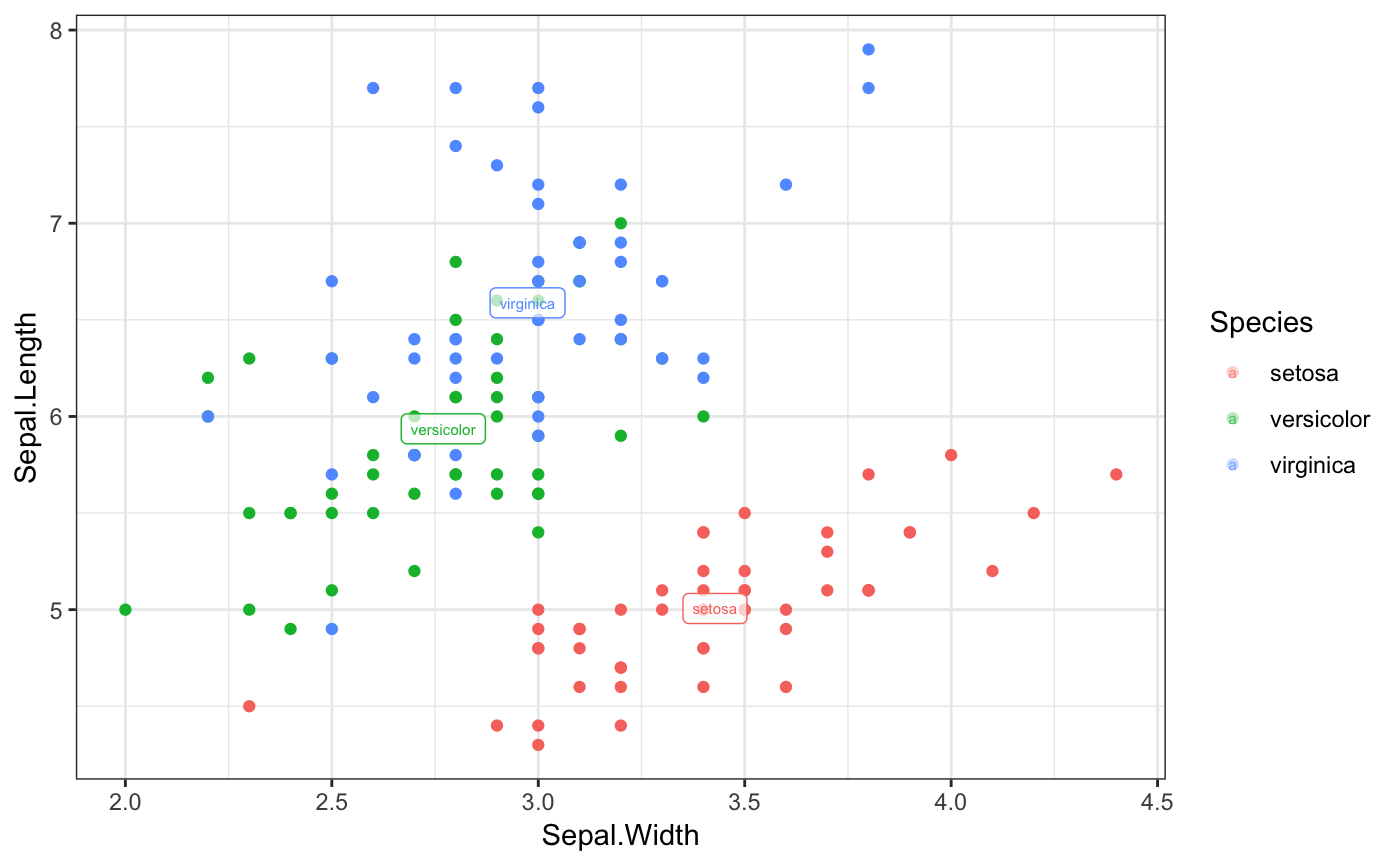 8
7
6
5
Sepal.Length
virginica
versicolor
setosa
2.0 2.5 3.0 3.5 4.0 4.5
Sepal.Width
Species
a setosa
a versicolor
a virginica